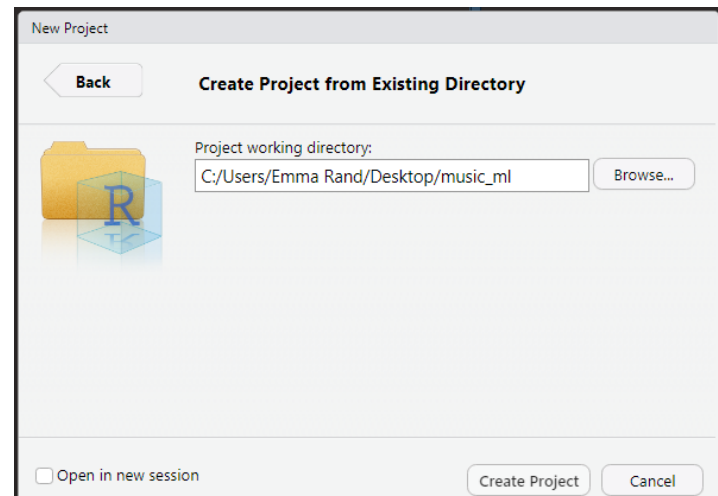 New Project
Back
Create Project from Existing Directory
Project working directory:
C:/Users/Emma Rand/Desktop/music_ml
Browse...
R
Open in new session
Create Project
Cancel